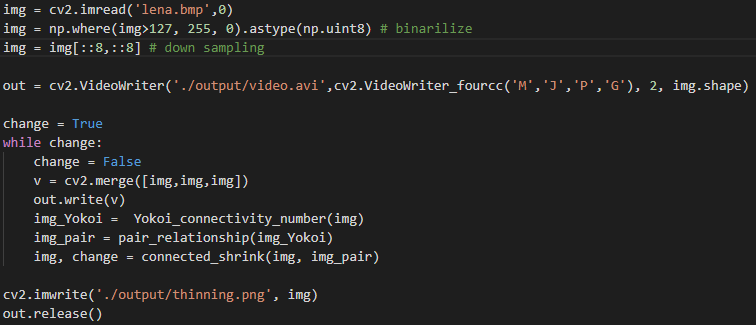 img = cv2.imread('lena.bmp',0)
img = np.where(img>127, 255, 0).astype(np.uint8) # binarilize
img = img[::8,::8] # down sampling
out = cv2.VideoWriter('./output/video.avi',cv2.VideoWriter_fourcc('M','J','P','G'), 2, img.shape)
change = True
while change:
    change = False
    v = cv2.merge([img,img,img])
    out.write(v)
    img_Yokoi =  Yokoi_connectivity_number(img)
    img_pair = pair_relationship(img_Yokoi)
    img, change = connected_shrink(img, img_pair)
cv2.imwrite('./output/thinning.png', img)
out.release()